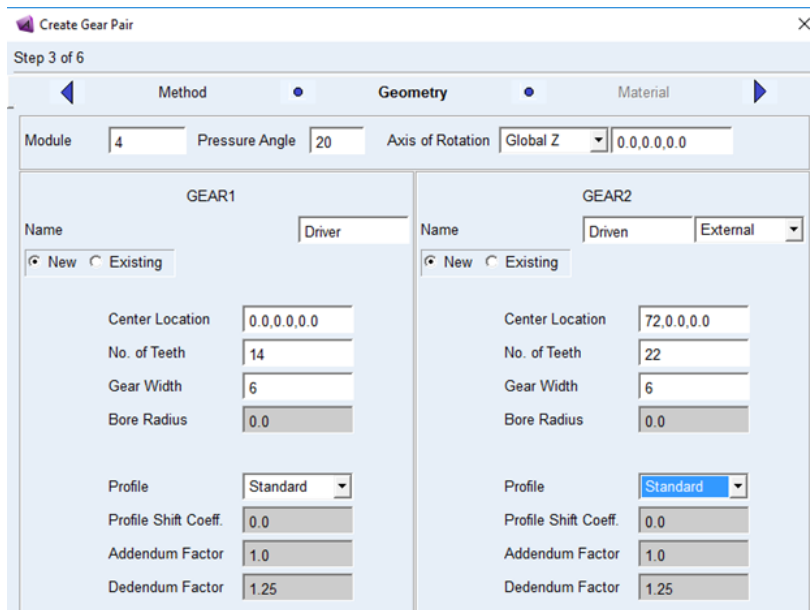 Create Gear Pair
Step 3 of 6
Method Geometry Material
Module 4 Pressure Angle 20 Axis of Rotation Global Z 0.0,0.0,0.0
GEAR1
Name Driver
New Existing
Center Location 0.0,0.0,0.0
No. of Teeth 14
Gear Width 6
Bore Radius 0.0
Profile Standard
Profile Shift Coeff. 0.0
Addendum Factor 1.0
Dedendum Factor 1.25
GEAR2
Name Driven External
New Existing
Center Location 72,0.0,0.0
No. of Teeth 22
Gear Width 6
Bore Radius 0.0
Profile Standard
Profile Shift Coeff. 0.0
Addendum Factor 1.0
Dedendum Factor 1.25